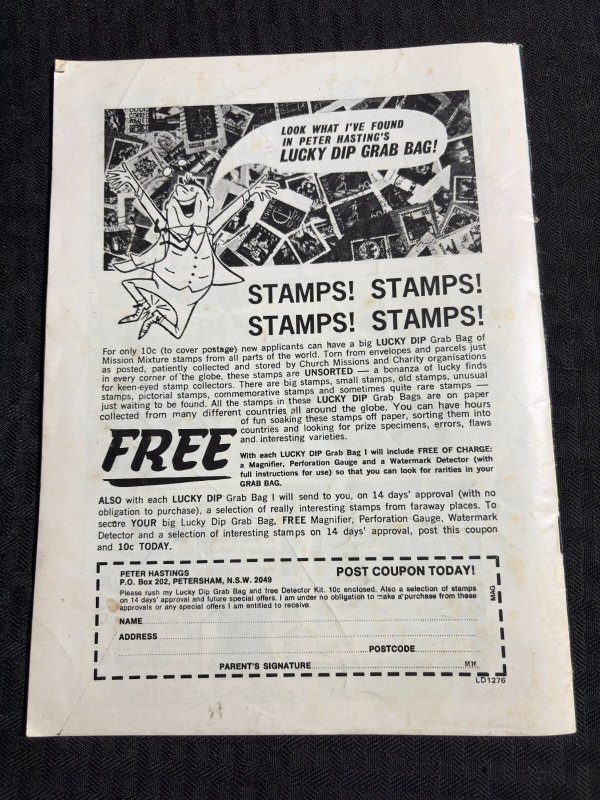 LOOK WHAT I'VE FOUND
IN PETER HASTING'S
LUCKY DIP GRAB BAG!
STAMPS! STAMPS!
STAMPS! STAMPS!
For only 10c (to cover postage) new applicants can have a big LUCKY DIP Grab Bag of
Mission Mixture stamps from all parts of the world. Torn from envelopes and parcels just
as posted, patiently collected and stored by Church Missions and Charity organisations
in every corner of the globe, these stamps are UNSORTED — a bonanza of lucky finds
for keen-eyed stamp collectors. There are big stamps, small stamps, old stamps, unusual
stamps, pictorial stamps, commemorative stamps and sometimes quite rare stamps —
just waiting to be found. All the stamps in these LUCKY DIP Grab Bags are on paper
collected from many different countries all around the globe. You can have hours
of fun soaking these stamps off paper, sorting them into
countries and looking for prize specimens, errors, flaws
and interesting varieties.
FREE
With each LUCKY DIP Grab Bag I will include FREE OF CHARGE:
a Magnifier, Perforation Gauge and a Watermark Detector (with
full instructions for use) so that you can look for rarities in your
GRAB BAG.
ALSO with each LUCKY DIP Grab Bag I will send to you, on 14 days' approval (with no
obligation to purchase), a selection of really interesting stamps from faraway places. To
secure YOUR big Lucky Dip Grab Bag, FREE Magnifier, Perforation Gauge, Watermark
Detector and a selection of interesting stamps on 14 days' approval, post this coupon
and 10c TODAY.
PETER HASTINGS POST COUPON TODAY!
P.O. Box 202, PETERSHAM, N.S.W. 2049
Please rush my Lucky Dip Grab Bag and free Detector Kit. 10c enclosed. Also a selection of stamps
on 14 days' approval and future special offers. I am under no obligation to make a purchase from these
approvals or any special offers I am entitled to receive.
MAG
NAME
ADDRESS
POSTCODE
PARENT'S SIGNATURE MM
LD1276